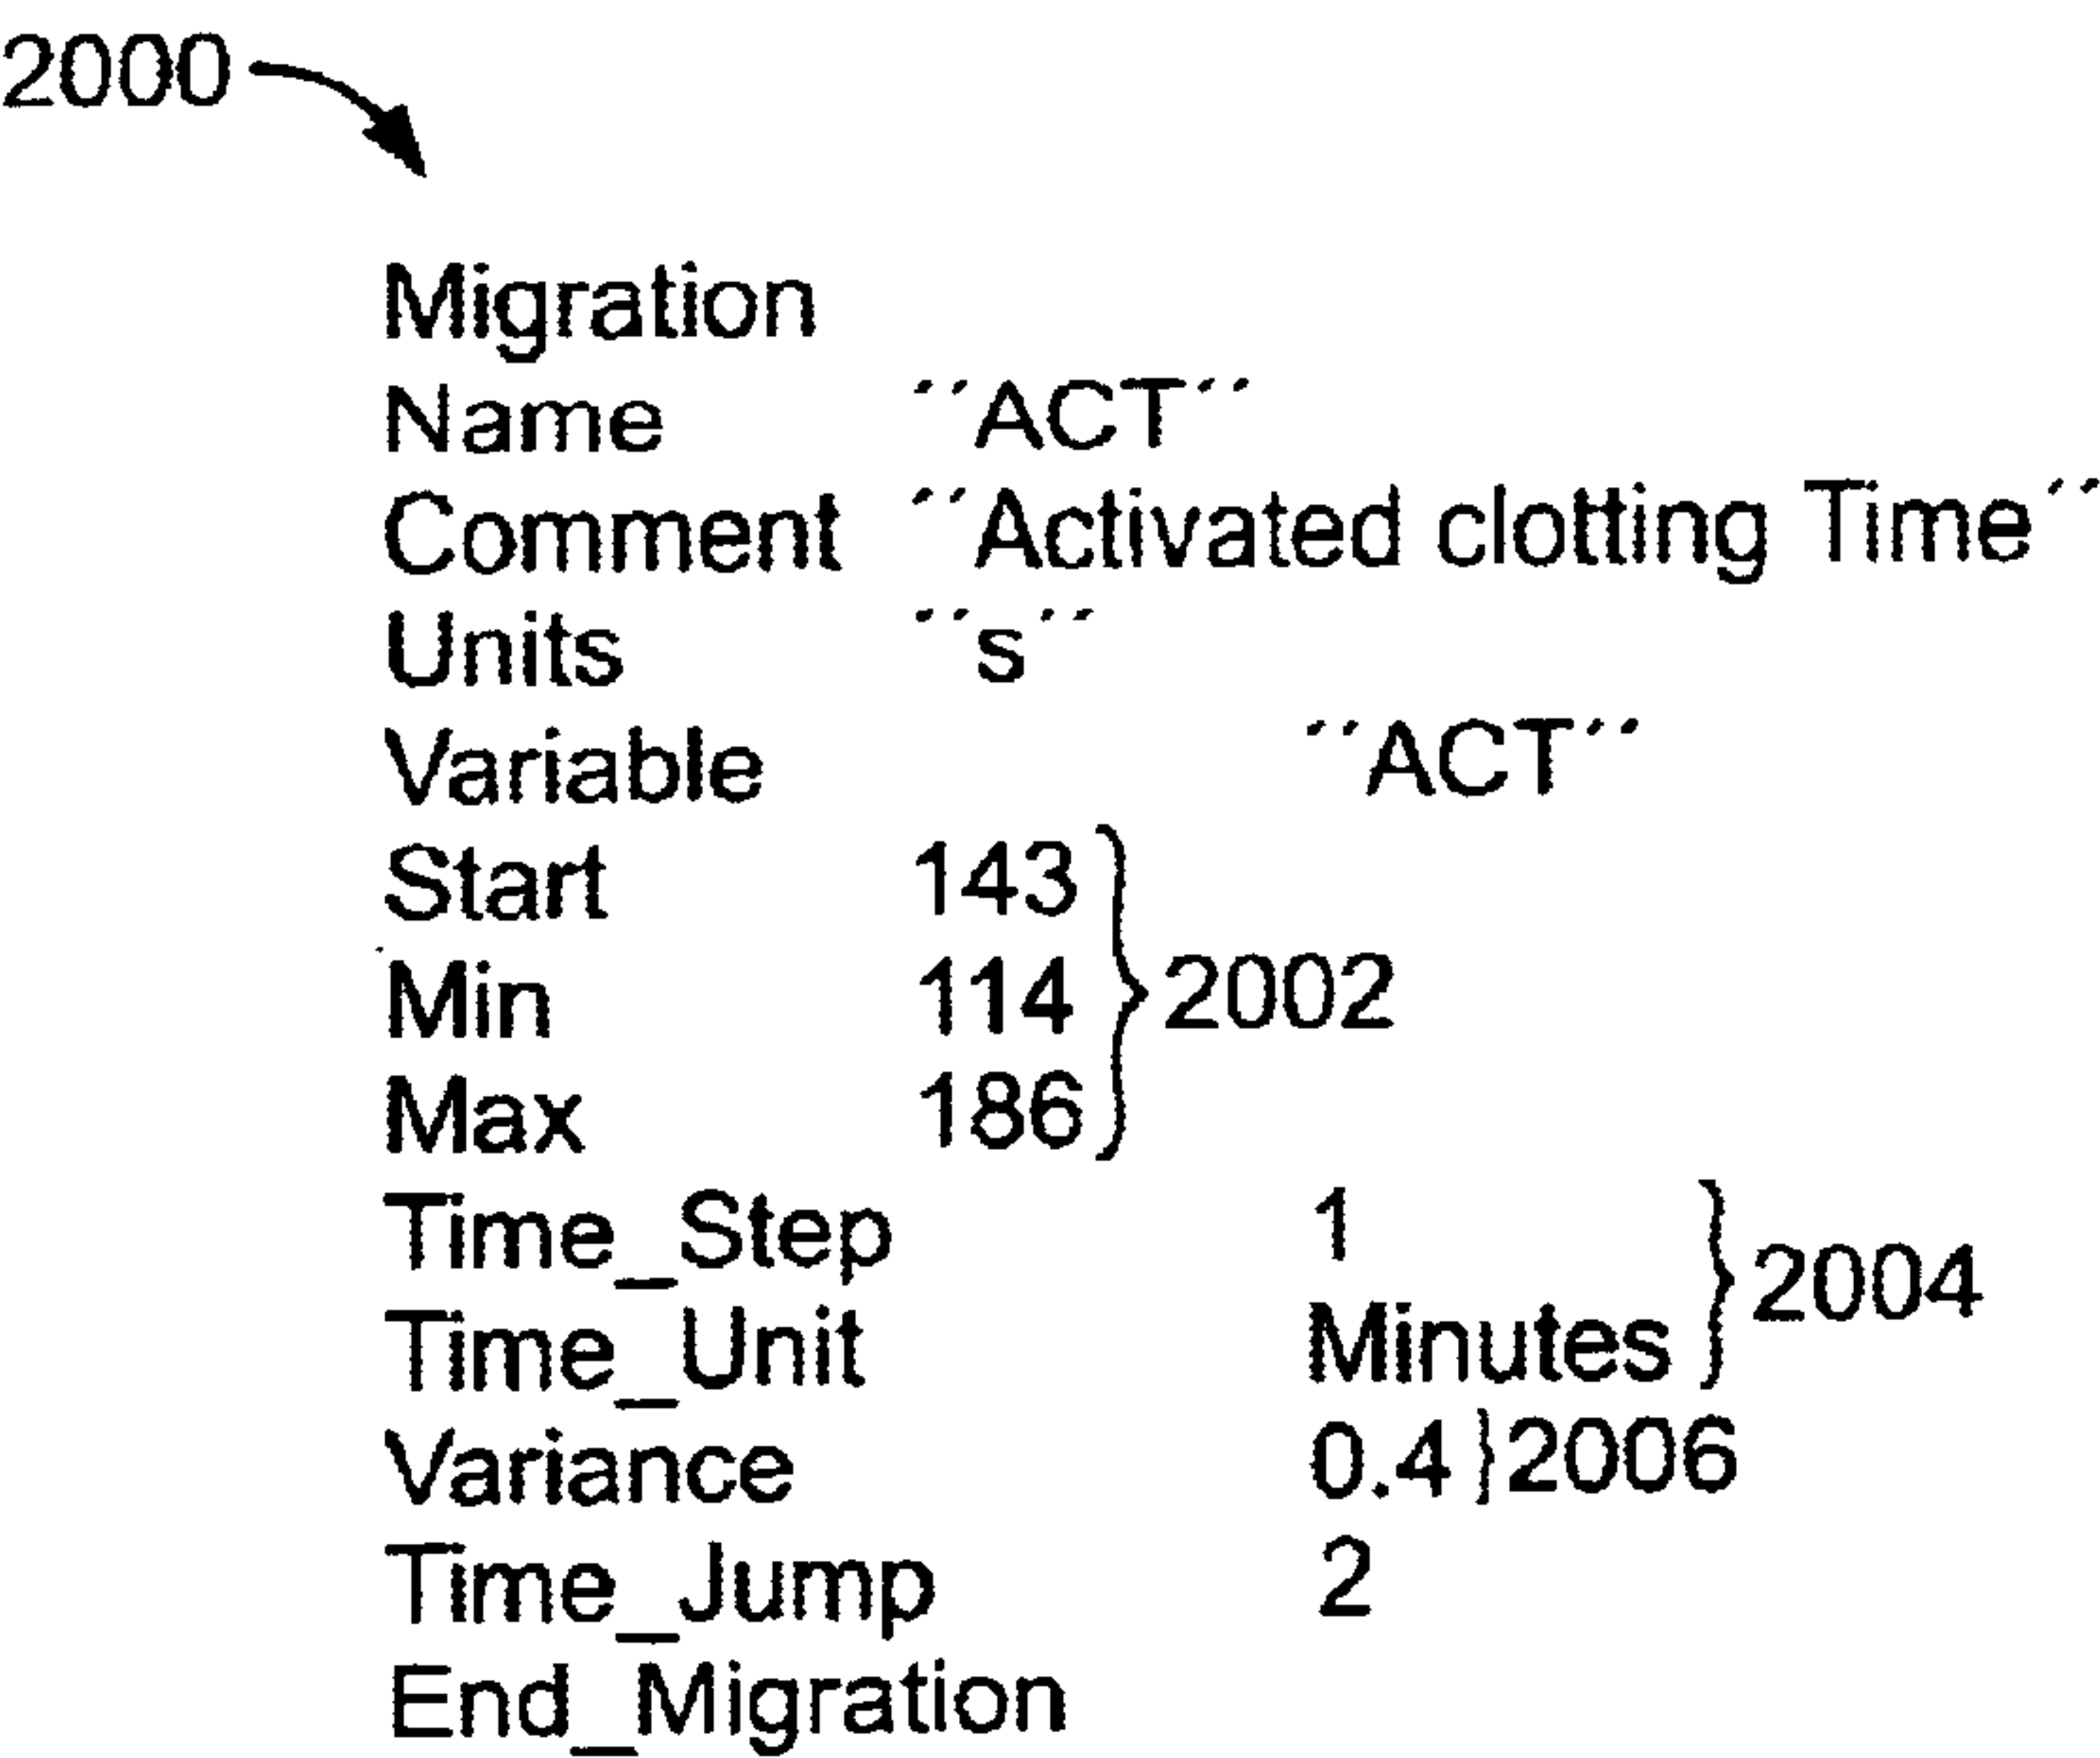 2000
Migration
Name ´´ACT´´
Comment ´´Activated clotting Time´´
Units ´´s´´
Variable ´´ACT´´
Start 143
Min 114 } 2002
Max 186
Time_Step 1
Time_Unit Minutes } 2004
Variance 0.4 } 2006
Time_Jump 2
End_Migration